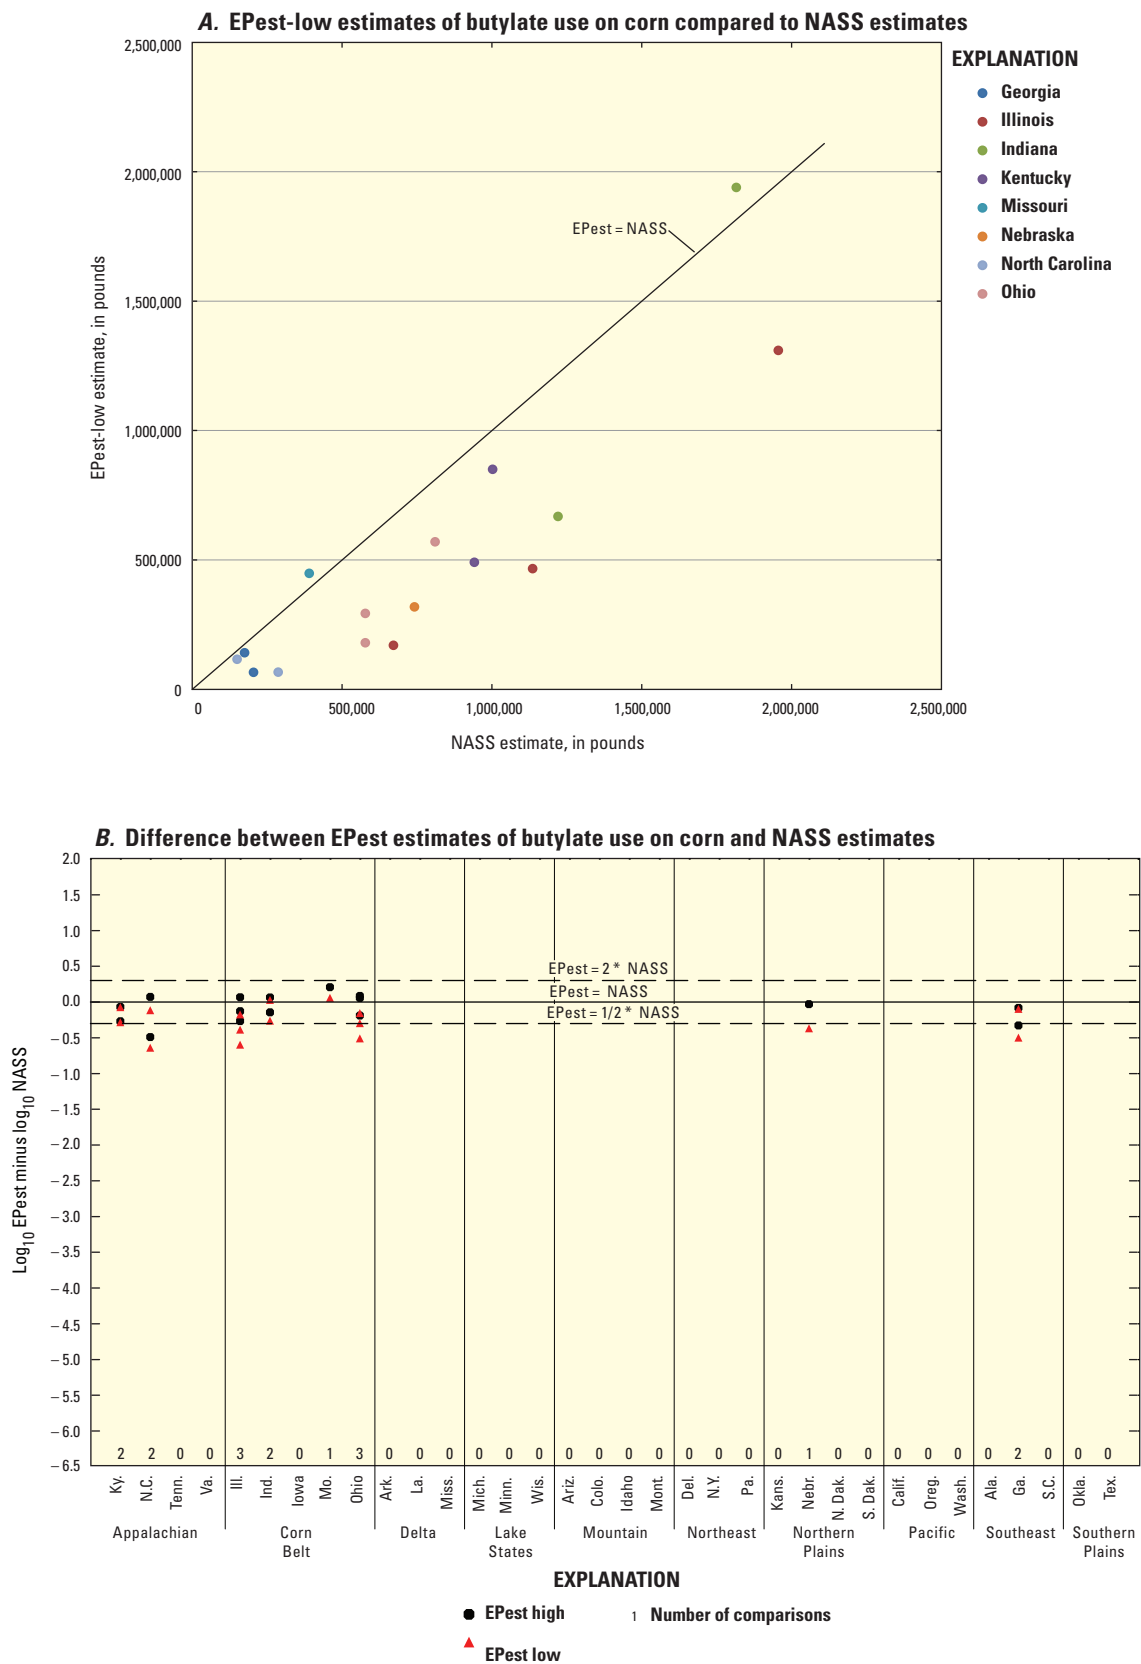 A. EPest-low estimates of butylate use on corn compared to NASS estimates
2,500,000
2,000,000
1,500,000
1,000,000
500,000
0
EPest-low estimate, in pounds
EPest = NASS
0 500,000 1,000,000 1,500,000 2,000,000 2,500,000
NASS estimate, in pounds
EXPLANATION
Georgia
Illinois
Indiana
Kentucky
Missouri
Nebraska
North Carolina
Ohio
B. Difference between EPest estimates of butylate use on corn and NASS estimates
2.0
1.5
1.0
0.5
0.0
−0.5
−1.0
−1.5
−2.0
−2.5
−3.0
−3.5
−4.0
−4.5
−5.0
−5.5
−6.0
−6.5
Log10 EPest minus log10 NASS
EPest = 2 * NASS
EPest = NASS
EPest = 1/2 * NASS
2 2 0 0 3 2 0 1 3 0 0 0 0 0 0 0 0 0 0 0 0 0 0 1 0 0 0 0 0 0 2 0 0 0
Ky. N.C. Tenn. Va. Ill. Ind. Iowa Mo. Ohio Ark. La. Miss. Mich. Minn. Wis. Ariz. Colo. Idaho Mont. Del. N.Y. Pa. Kans. Nebr. N. Dak. S. Dak. Calif. Oreg. Wash. Ala. Ga. S.C. Okla. Tex.
Appalachian Corn Delta Lake Mountain Northeast Northern Pacific Southeast Southern
Belt States Plains Plains
EXPLANATION
EPest high 1 Number of comparisons
EPest low